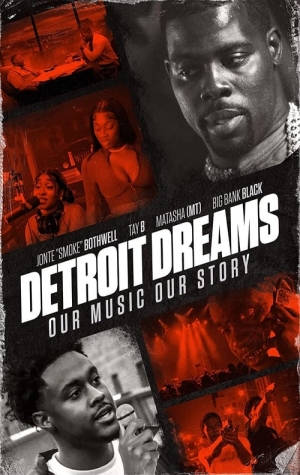 JONTE "SMOKE" BOTHWELL TAY B MATASHA (MT) BIG BANK BLACK
DETROIT DREAMS
OUR MUSIC OUR STORY